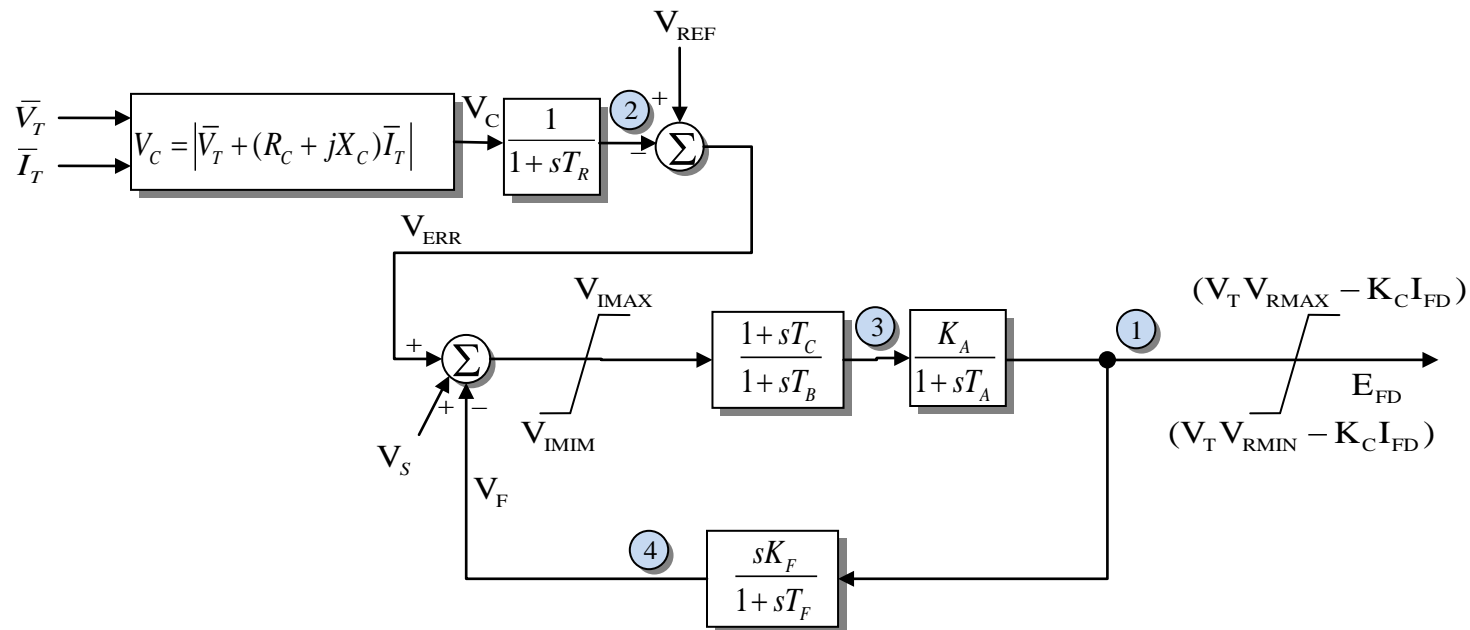 V_REF
V̅_T
I̅_T
V_C = |V̅_T + (R_C + jX_C)I̅_T|
V_C
1
1 + sT_R
2
+
−
Σ
V_ERR
V_IMAX
V_IMIM
+
+
−
Σ
V_S
V_F
1 + sT_C
1 + sT_B
3
K_A
1 + sT_A
1
(V_T V_RMAX − K_C I_FD)
E_FD
(V_T V_RMIN − K_C I_FD)
4
sK_F
1 + sT_F